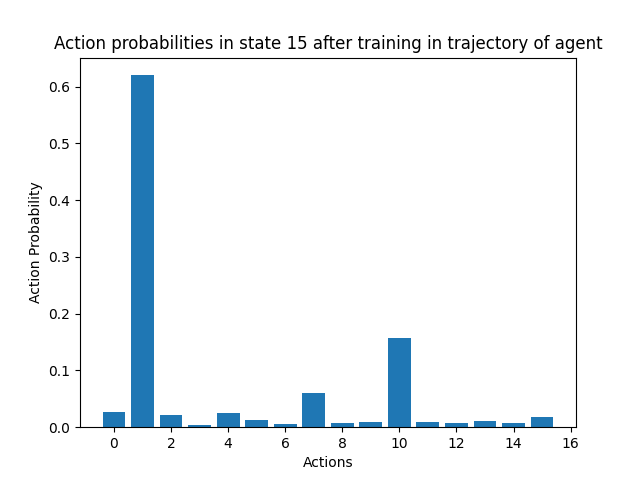 Action probabilities in state 15 after training in trajectory of agent
0.6
0.5
0.4
0.3
0.2
0.1
0.0
Action Probability
0 2 4 6 8 10 12 14 16
Actions